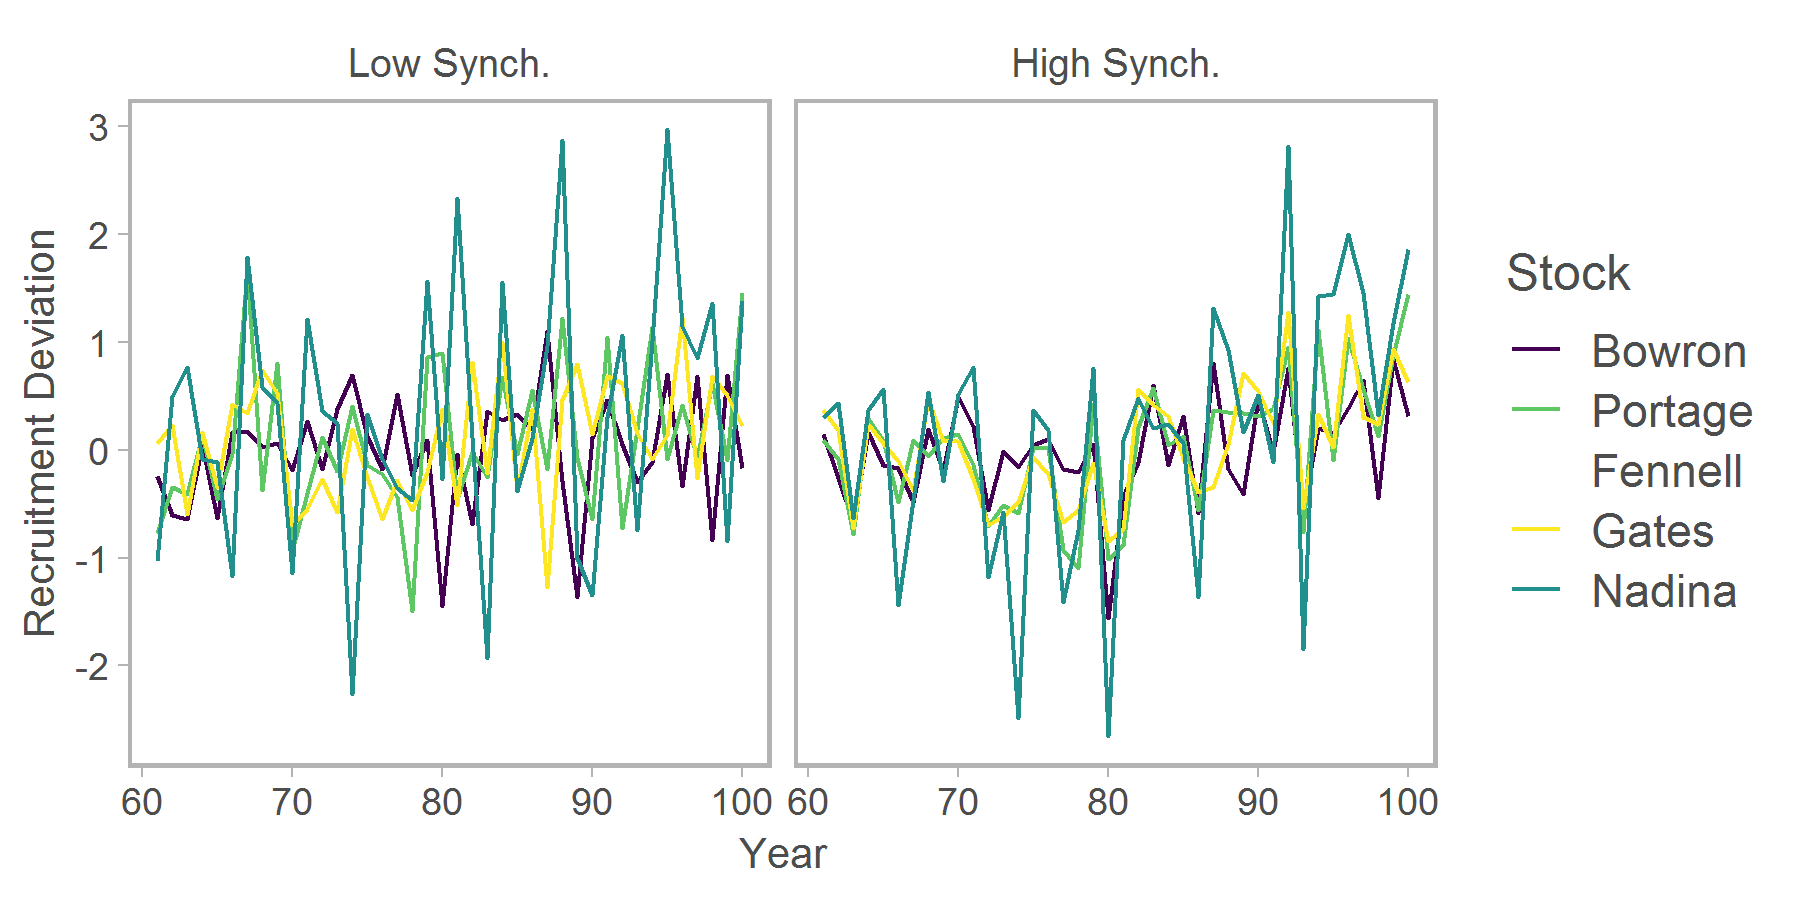 Low Synch.
High Synch.
Recruitment Deviation
3
2
1
0
-1
-2
60 70 80 90 100
60 70 80 90 100
Year
Stock
Bowron
Portage
Fennell
Gates
Nadina